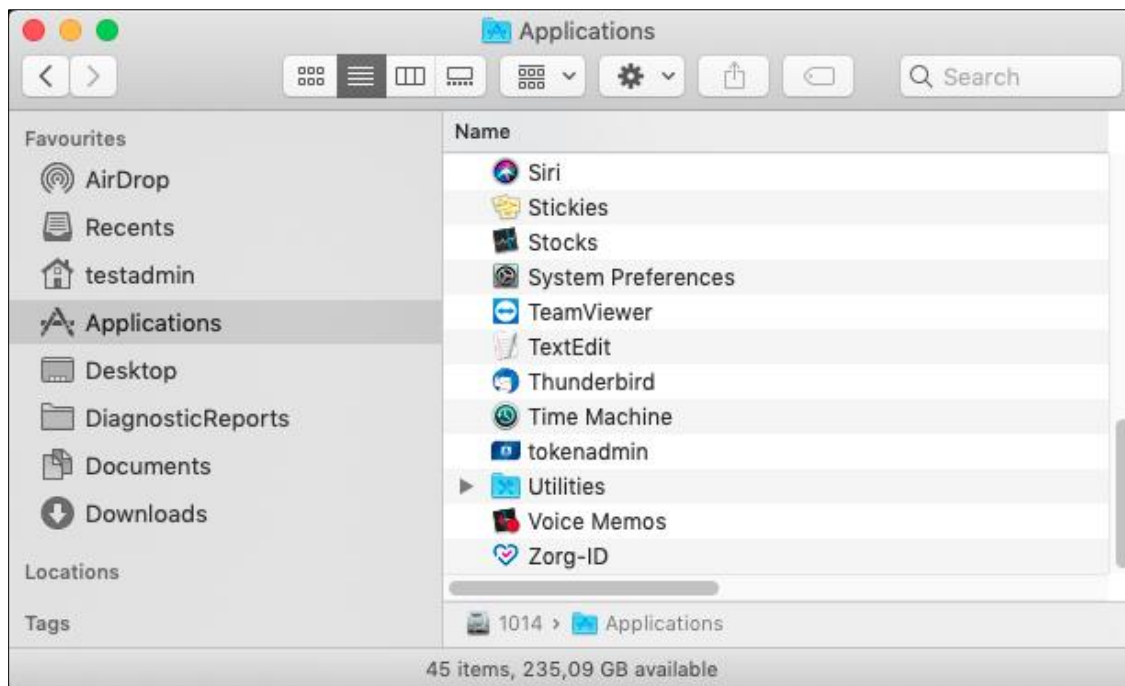 Applications
Search
Favourites
AirDrop
Recents
testadmin
Applications
Desktop
DiagnosticReports
Documents
Downloads
Locations
Tags
Name
Siri
Stickies
Stocks
System Preferences
TeamViewer
TextEdit
Thunderbird
Time Machine
tokenadmin
Utilities
Voice Memos
Zorg-ID
1014 › Applications
45 items, 235,09 GB available